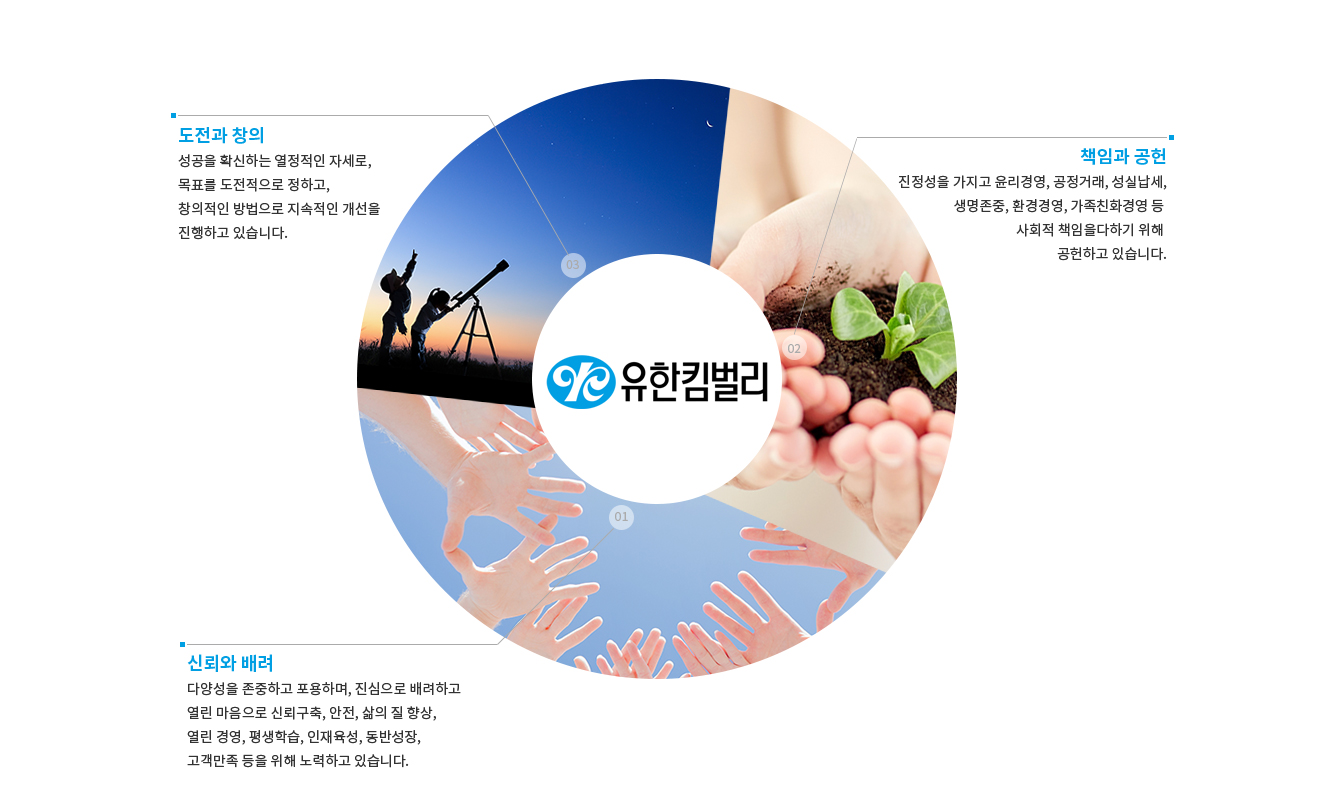 도전과 창의
성공을 확신하는 열정적인 자세로,
목표를 도전적으로 정하고,
창의적인 방법으로 지속적인 개선을
진행하고 있습니다.
03
책임과 공헌
진정성을 가지고 윤리경영, 공정거래, 성실납세,
생명존중, 환경경영, 가족친화경영 등
사회적 책임을다하기 위해
공헌하고 있습니다.
02
유한킴벌리
01
신뢰와 배려
다양성을 존중하고 포용하며, 진심으로 배려하고
열린 마음으로 신뢰구축, 안전, 삶의 질 향상,
열린 경영, 평생학습, 인재육성, 동반성장,
고객만족 등을 위해 노력하고 있습니다.